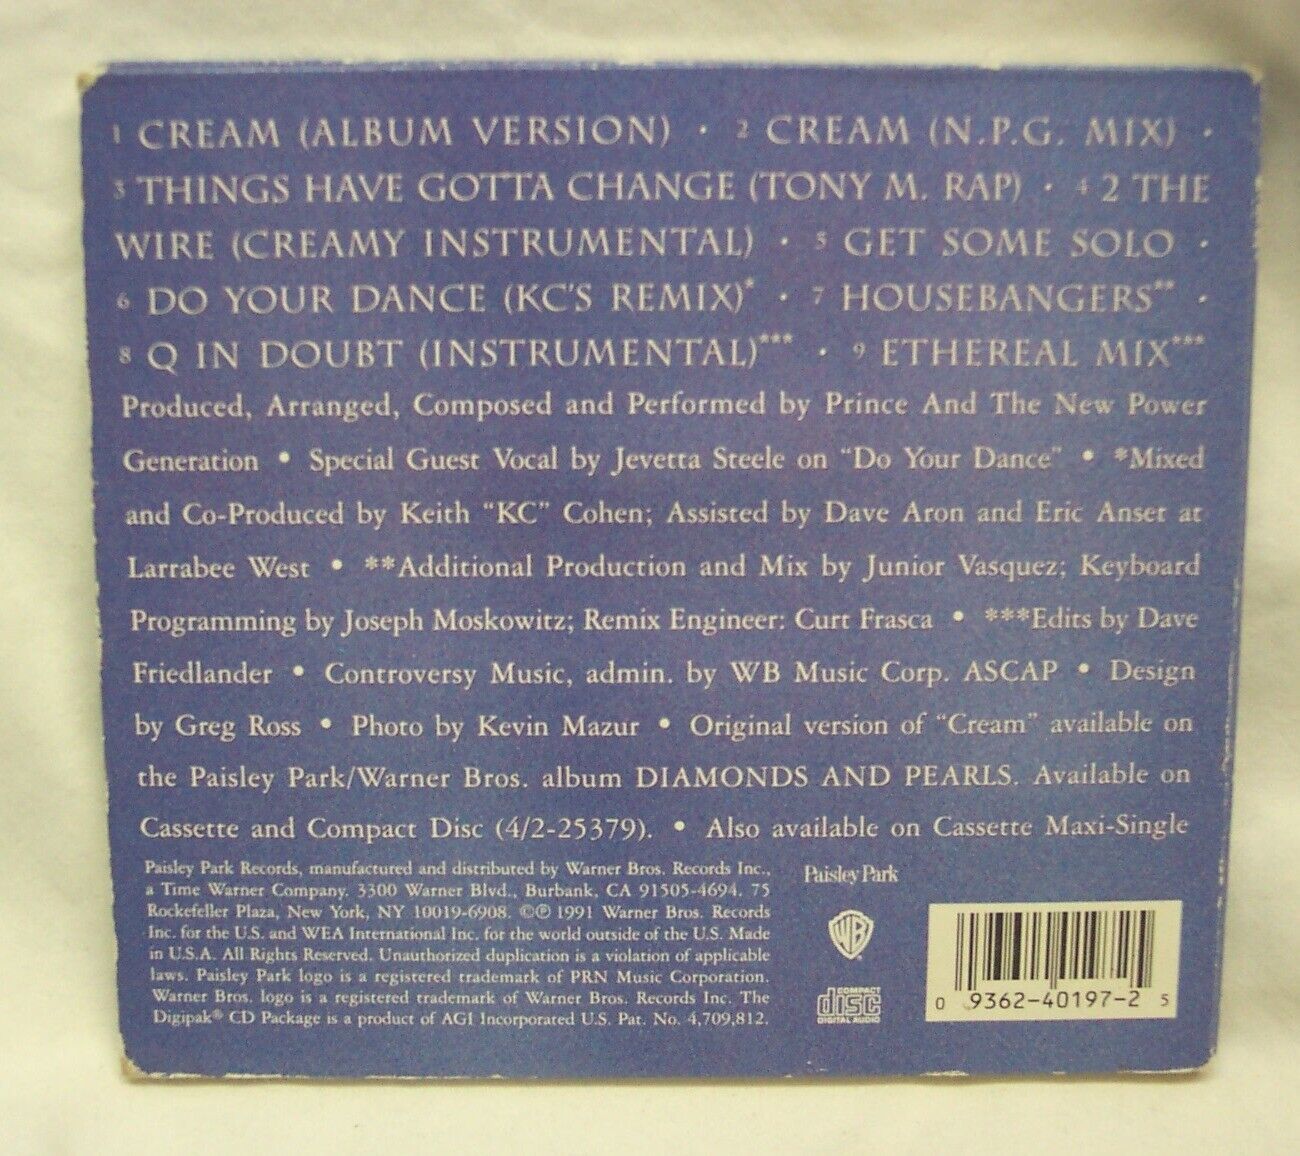 1 CREAM (ALBUM VERSION) · 2 CREAM (N.P.G. MIX) ·
3 THINGS HAVE GOTTA CHANGE (TONY M. RAP) · 4 2 THE
WIRE (CREAMY INSTRUMENTAL) · 5 GET SOME SOLO ·
6 DO YOUR DANCE (KC'S REMIX)* · 7 HOUSEBANGERS** ·
8 Q IN DOUBT (INSTRUMENTAL)*** · 9 ETHEREAL MIX***
Produced, Arranged, Composed and Performed by Prince And The New Power
Generation • Special Guest Vocal by Jevetta Steele on "Do Your Dance" • *Mixed
and Co-Produced by Keith "KC" Cohen; Assisted by Dave Aron and Eric Anset at
Larrabee West • **Additional Production and Mix by Junior Vasquez; Keyboard
Programming by Joseph Moskowitz; Remix Engineer: Curt Frasca • ***Edits by Dave
Friedlander • Controversy Music, admin. by WB Music Corp. ASCAP • Design
by Greg Ross • Photo by Kevin Mazur • Original version of "Cream" available on
the Paisley Park/Warner Bros. album DIAMONDS AND PEARLS. Available on
Cassette and Compact Disc (4/2-25379). • Also available on Cassette Maxi-Single
Paisley Park Records, manufactured and distributed by Warner Bros. Records Inc.,
a Time Warner Company. 3300 Warner Blvd., Burbank, CA 91505-4694. 75
Rockefeller Plaza, New York, NY 10019-6908. ©℗ 1991 Warner Bros. Records
Inc. for the U.S. and WEA International Inc. for the world outside of the U.S. Made
in U.S.A. All Rights Reserved. Unauthorized duplication is a violation of applicable
laws. Paisley Park logo is a registered trademark of PRN Music Corporation.
Warner Bros. logo is a registered trademark of Warner Bros. Records Inc. The
Digipak® CD Package is a product of AGI Incorporated U.S. Pat. No. 4,709,812.
Paisley Park
WB
COMPACT
disc
DIGITAL AUDIO
0 9362-40197-2 5